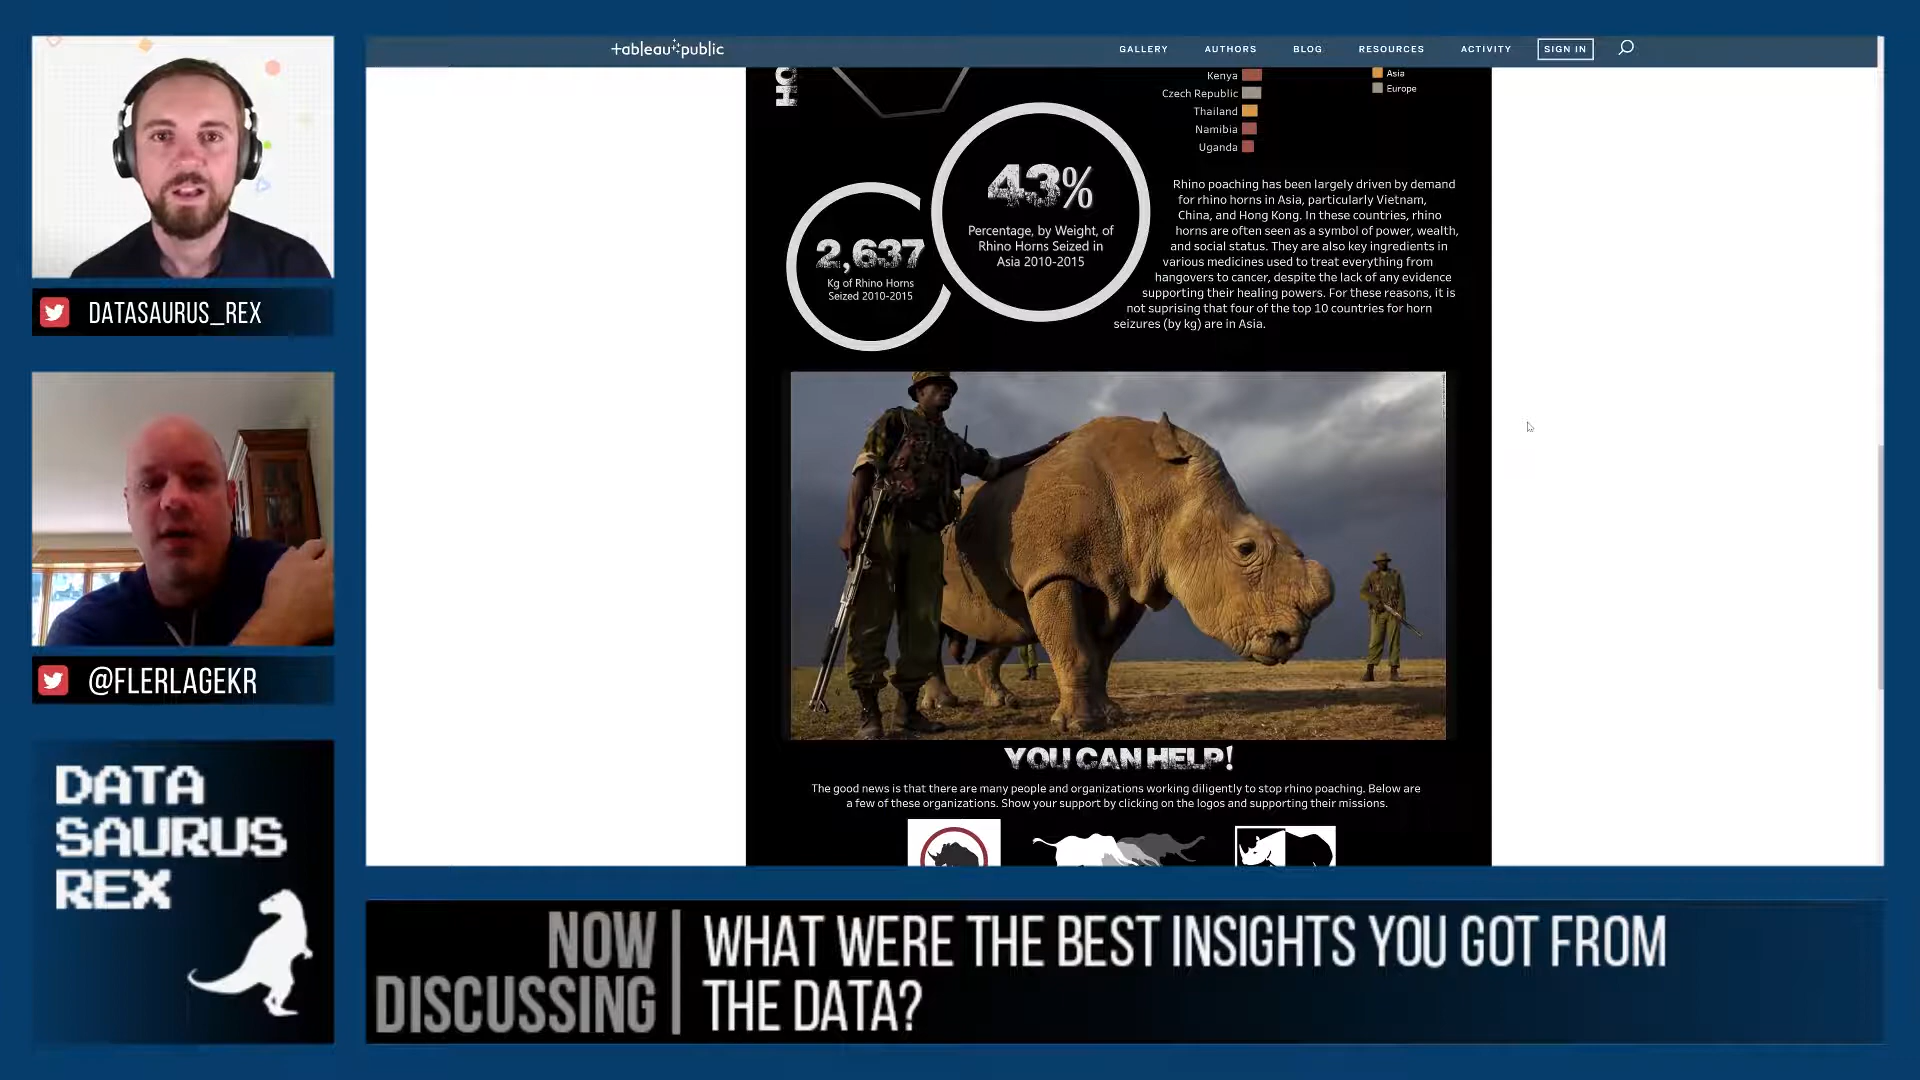 +ableau+public
GALLERY
AUTHORS
BLOG
RESOURCES
ACTIVITY
SIGN IN
HO
Kenya
Czech Republic
Thailand
Namibia
Uganda
Asia
Europe
43%
Percentage, by Weight, of
Rhino Horns Seized in
Asia 2010-2015
2,637
Kg of Rhino Horns
Seized 2010-2015
Rhino poaching has been largely driven by demand
for rhino horns in Asia, particularly Vietnam,
China, and Hong Kong. In these countries, rhino
horns are often seen as a symbol of power, wealth,
and social status. They are also key ingredients in
various medicines used to treat everything from
hangovers to cancer, despite the lack of any evidence
supporting their healing powers. For these reasons, it is
not suprising that four of the top 10 countries for horn
seizures (by kg) are in Asia.
YOU CAN HELP!
The good news is that there are many people and organizations working diligently to stop rhino poaching. Below are
a few of these organizations. Show your support by clicking on the logos and supporting their missions.
DATASAURUS_REX
@FLERLAGEKR
DATA
SAURUS
REX
NOW
DISCUSSING
WHAT WERE THE BEST INSIGHTS YOU GOT FROM
THE DATA?